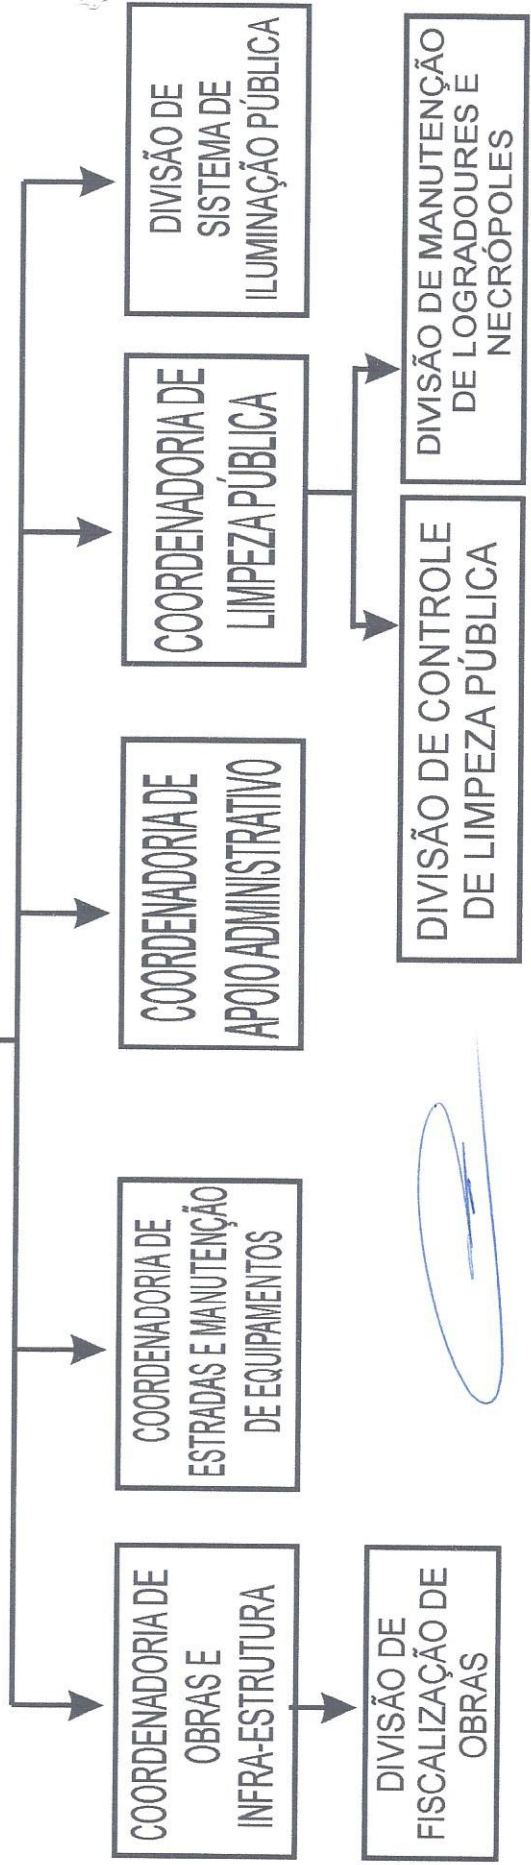 COORDENADORIA DE
OBRAS E
INFRA-ESTRUTURA
COORDENADORIA DE
ESTRADAS E MANUTENÇÃO
DE EQUIPAMENTOS
COORDENADORIA DE
APOIO ADMINISTRATIVO
COORDENADORIA DE
LIMPEZA PÚBLICA
DIVISÃO DE
SISTEMA DE
ILUMINAÇÃO PÚBLICA
DIVISÃO DE
FISCALIZAÇÃO DE
OBRAS
DIVISÃO DE CONTROLE
DE LIMPEZA PÚBLICA
DIVISÃO DE MANUTENÇÃO
DE LOGRADOURES E
NECRÓPOLES